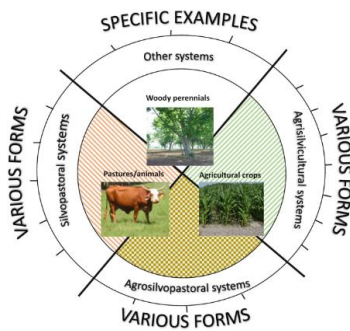 SPECIFIC EXAMPLES
Other systems
Woody perennials
VARIOUS FORMS
Silvopastoral systems
Pastures/animals
Agricultural crops
Agrisilvicultural systems
VARIOUS FORMS
Agrosilvopastoral systems
VARIOUS FORMS